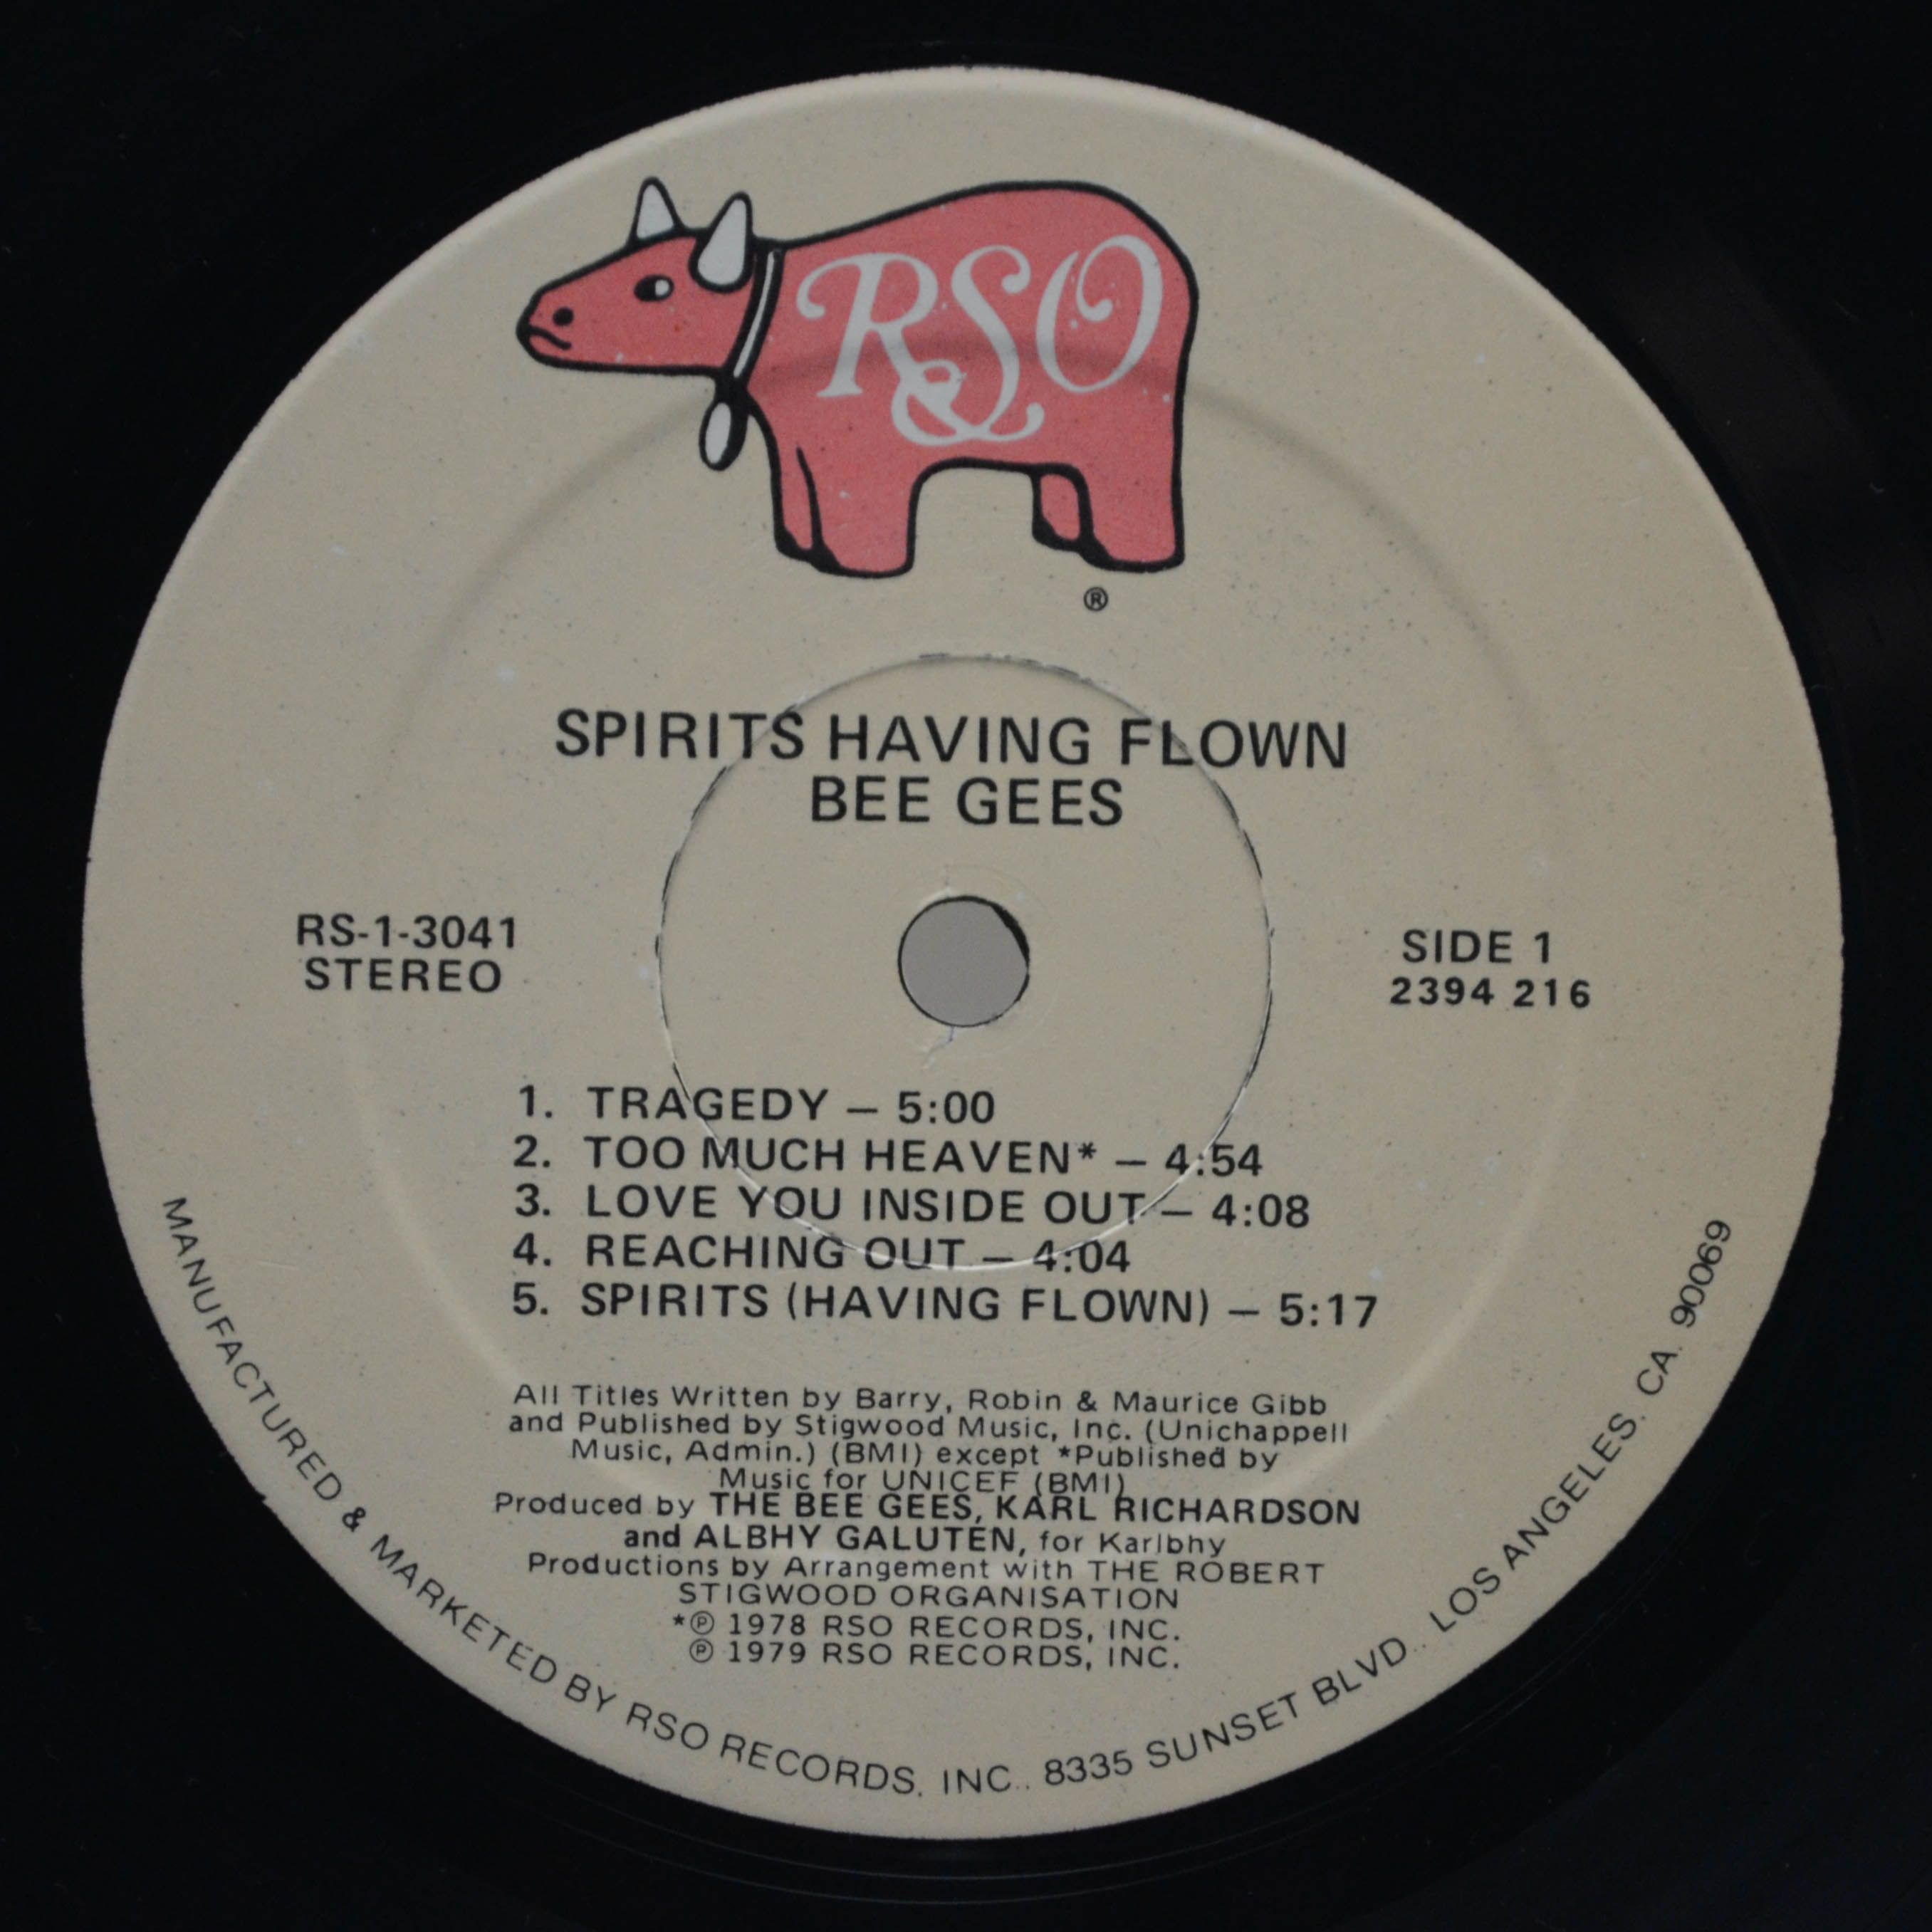 RSO
®
SPIRITS HAVING FLOWN
BEE GEES
RS-1-3041
STEREO
SIDE 1
2394 216
1. TRAGEDY — 5:00
2. TOO MUCH HEAVEN* — 4:54
3. LOVE YOU INSIDE OUT — 4:08
4. REACHING OUT — 4:04
5. SPIRITS (HAVING FLOWN) — 5:17
All Titles Written by Barry, Robin & Maurice Gibb
and Published by Stigwood Music, Inc. (Unichappell
Music, Admin.) (BMI) except *Published by
Music for UNICEF (BMI)
Produced by THE BEE GEES, KARL RICHARDSON
and ALBHY GALUTEN, for Karlbhy
Productions by Arrangement with THE ROBERT
STIGWOOD ORGANISATION
*℗ 1978 RSO RECORDS, INC.
℗ 1979 RSO RECORDS, INC.
MANUFACTURED & MARKETED BY RSO RECORDS, INC., 8335 SUNSET BLVD., LOS ANGELES, CA. 90069